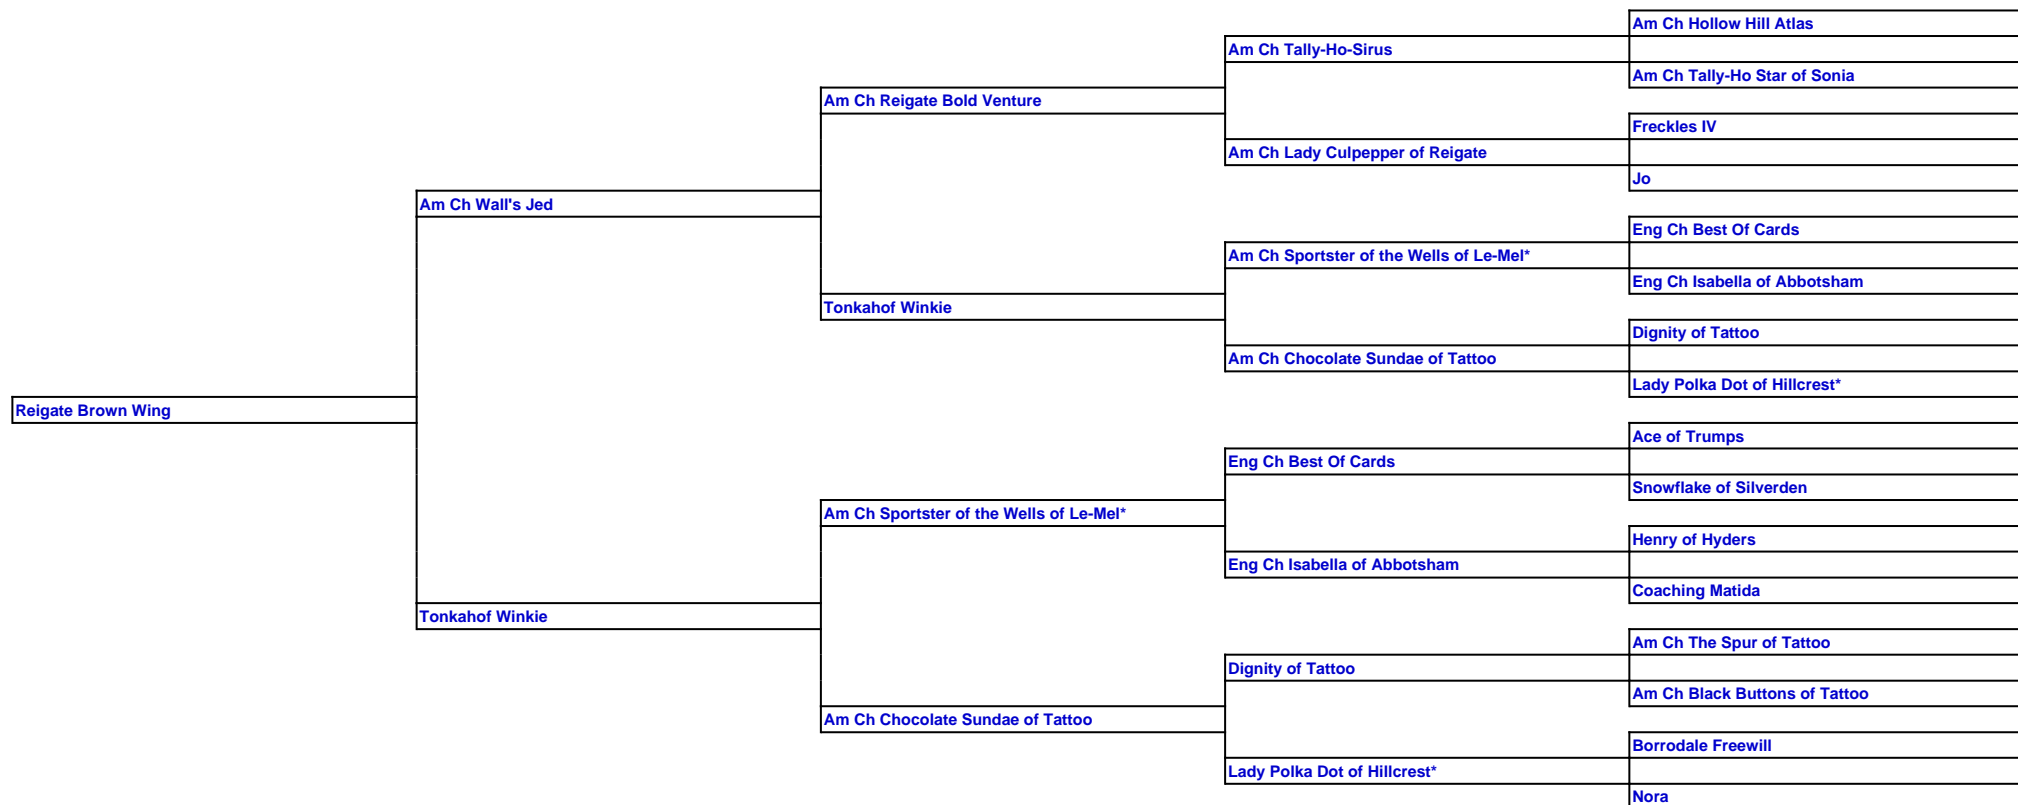 Am Ch Hollow Hill Atlas
Am Ch Tally-Ho-Sirus
Am Ch Tally-Ho Star of Sonia
Am Ch Reigate Bold Venture
Freckles IV
Am Ch Lady Culpepper of Reigate
Jo
Am Ch Wall's Jed
Eng Ch Best Of Cards
Am Ch Sportster of the Wells of Le-Mel*
Eng Ch Isabella of Abbotsham
Tonkahof Winkie
Dignity of Tattoo
Am Ch Chocolate Sundae of Tattoo
Lady Polka Dot of Hillcrest*
Reigate Brown Wing
Ace of Trumps
Eng Ch Best Of Cards
Snowflake of Silverden
Am Ch Sportster of the Wells of Le-Mel*
Henry of Hyders
Eng Ch Isabella of Abbotsham
Coaching Matida
Tonkahof Winkie
Am Ch The Spur of Tattoo
Dignity of Tattoo
Am Ch Black Buttons of Tattoo
Am Ch Chocolate Sundae of Tattoo
Borrodale Freewill
Lady Polka Dot of Hillcrest*
Nora